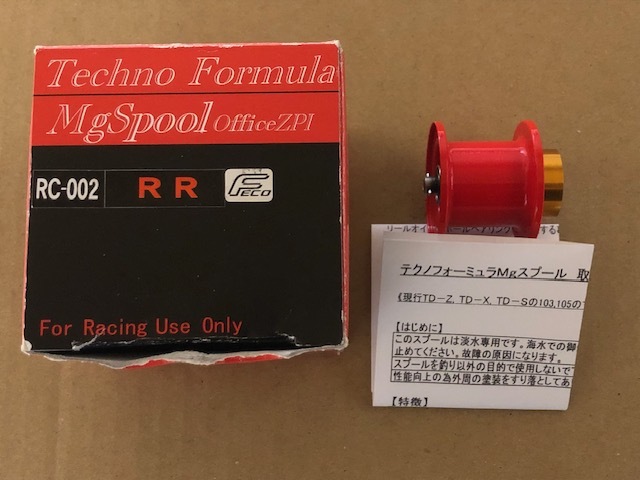 Techno Formula
MgSpool OfficeZPI
RC-002
RR
FECO
For Racing Use Only
リールオイ
テクノフォーミュラMgスプール 取
《現行TD-Z, TD-X, TD-Sの103,105の
【はじめに】
このスプールは淡水専用です。海水での御
止めてください。故障の原因になります。
スプールを釣り以外の目的で使用しないで
性能向上の為外周の塗装をすり落としてあ
【特徴】